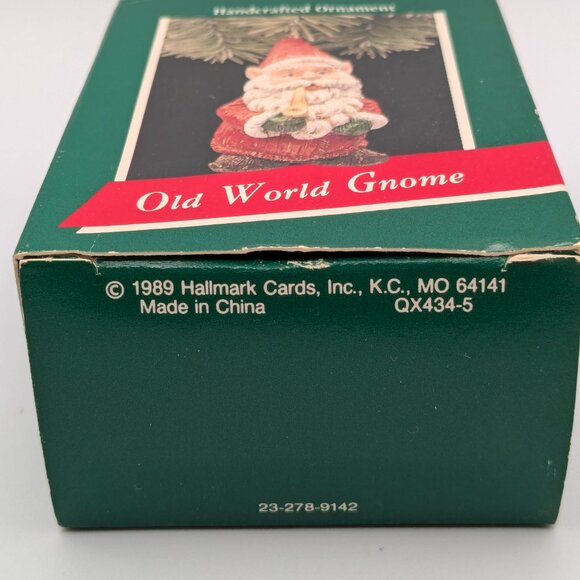 Handcrafted Ornament
Old World Gnome
© 1989 Hallmark Cards, Inc., K.C., MO 64141
Made in China QX434-5
23-278-9142